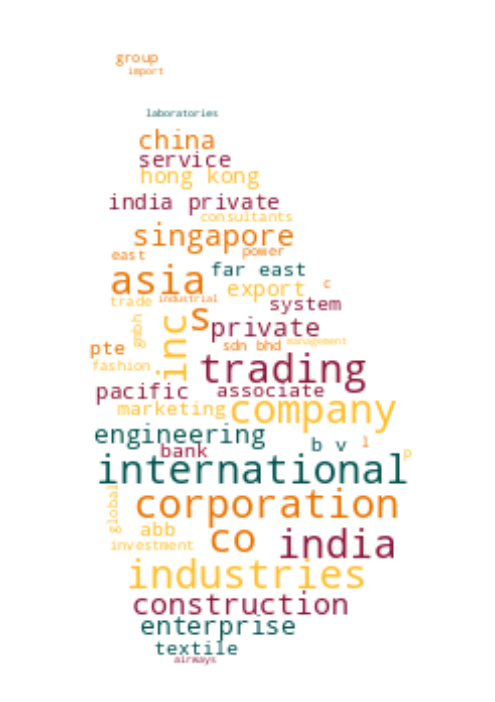 group
import
laboratories
china
service
hong kong
india private
consultants
singapore
east
power
far east
asia
export
c
trade
industrial
system
s
private
gmbh
inc
pte
sdn bhd
management
fashion
trading
pacific
associate
marketing
company
engineering
b v
l
bank
p
international
global
corporation
abb
co
india
investment
industries
construction
enterprise
textile
airways